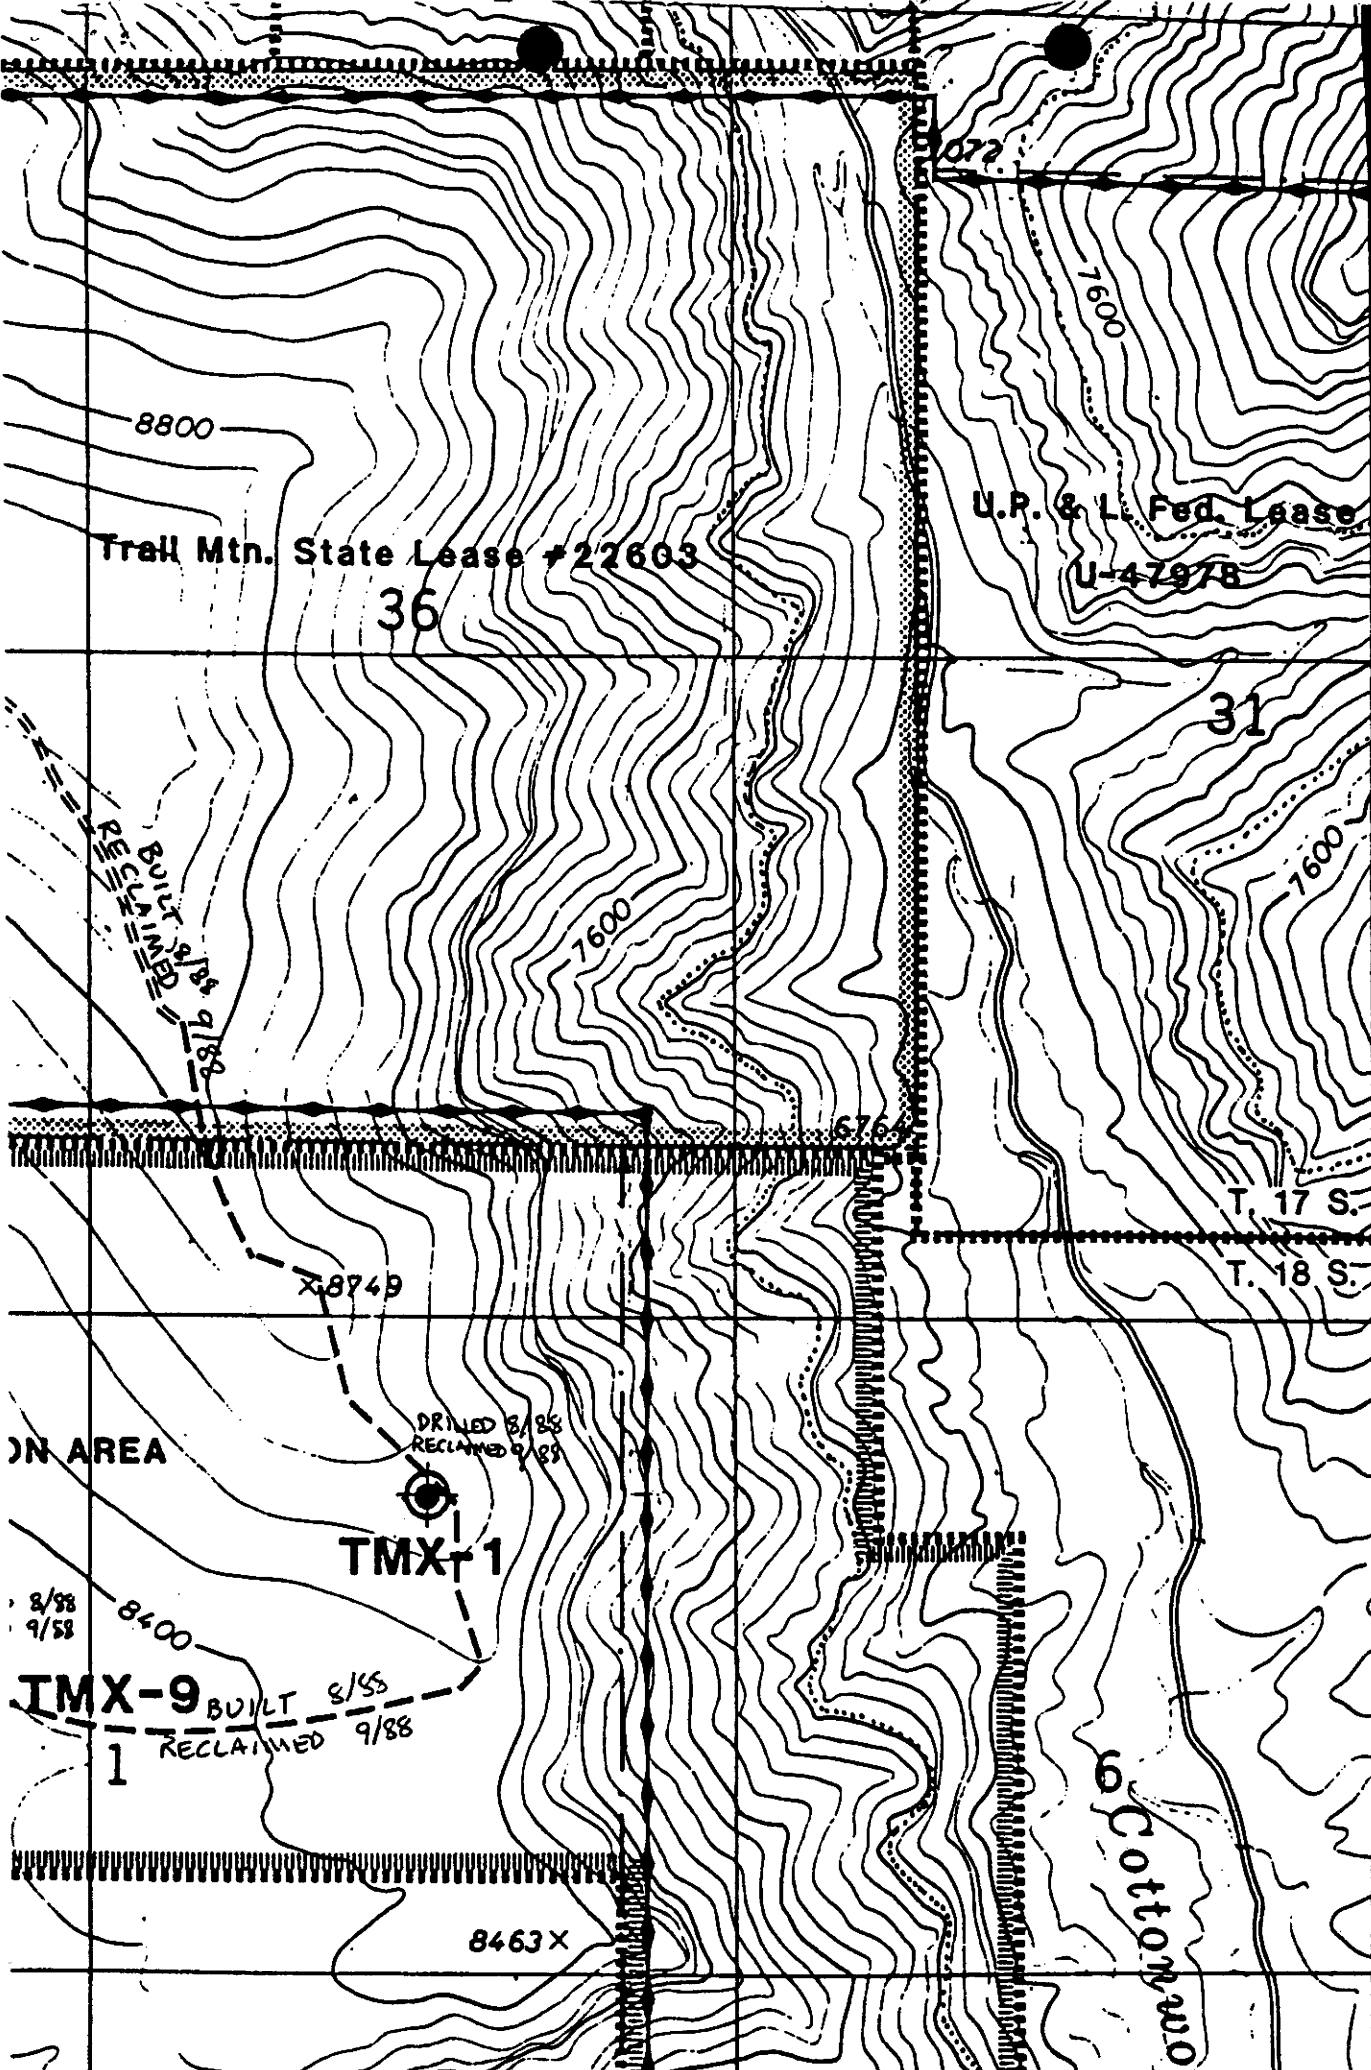 7600
8800
U.P. & L. Fed. Lease
U-47978
Trail Mtn. State Lease #22603
36
31
BUILT 8/88
RECLAIMED 9/88
7600
7600
6764
T. 17 S.
T. 18 S.
×8749
DRILLED 8/88
RECLAIMED 9/88
ON AREA
TMX-1
8/88
9/88
8400
TMX-9
BUILT 8/88
RECLAIMED 9/88
1
6
Cottonwo
8463×